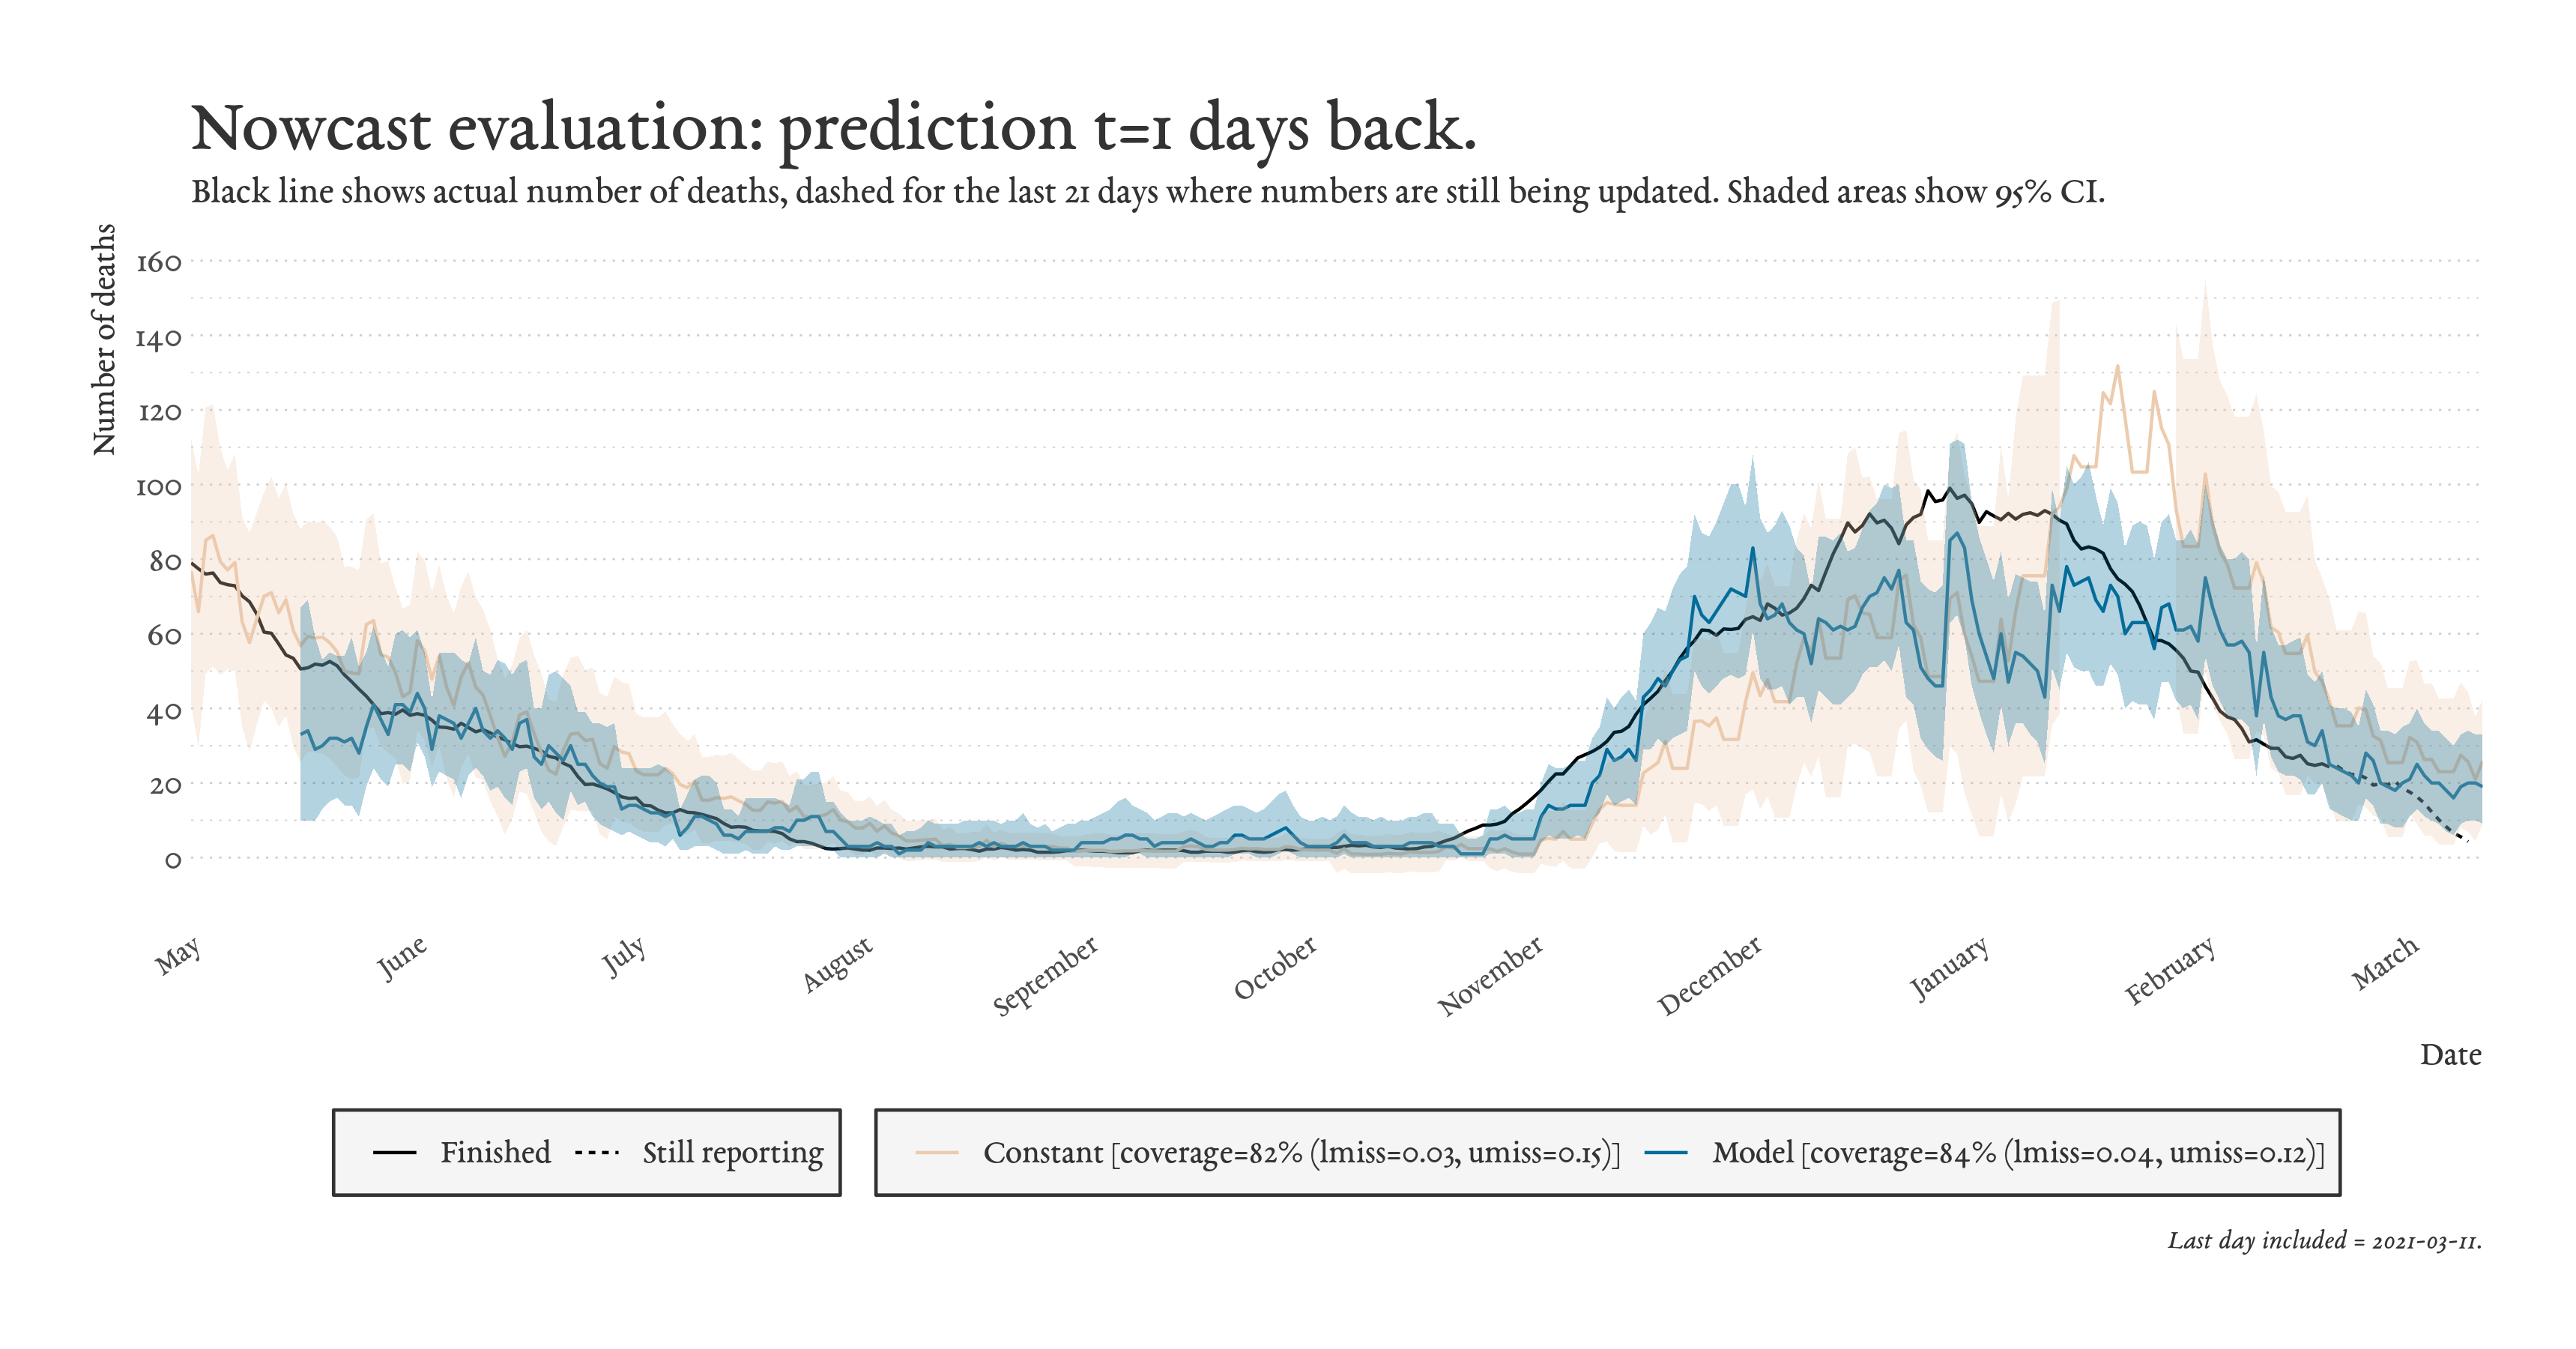 Nowcast evaluation: prediction t=1 days back.
Black line shows actual number of deaths, dashed for the last 21 days where numbers are still being updated. Shaded areas show 95% CI.
Number of deaths
160
140
120
100
80
60
40
20
0
May
June
July
August
September
October
November
December
January
February
March
Date
Finished
Still reporting
Constant [coverage=82% (lmiss=0.03, umiss=0.15)]
Model [coverage=84% (lmiss=0.04, umiss=0.12)]
Last day included = 2021-03-11.